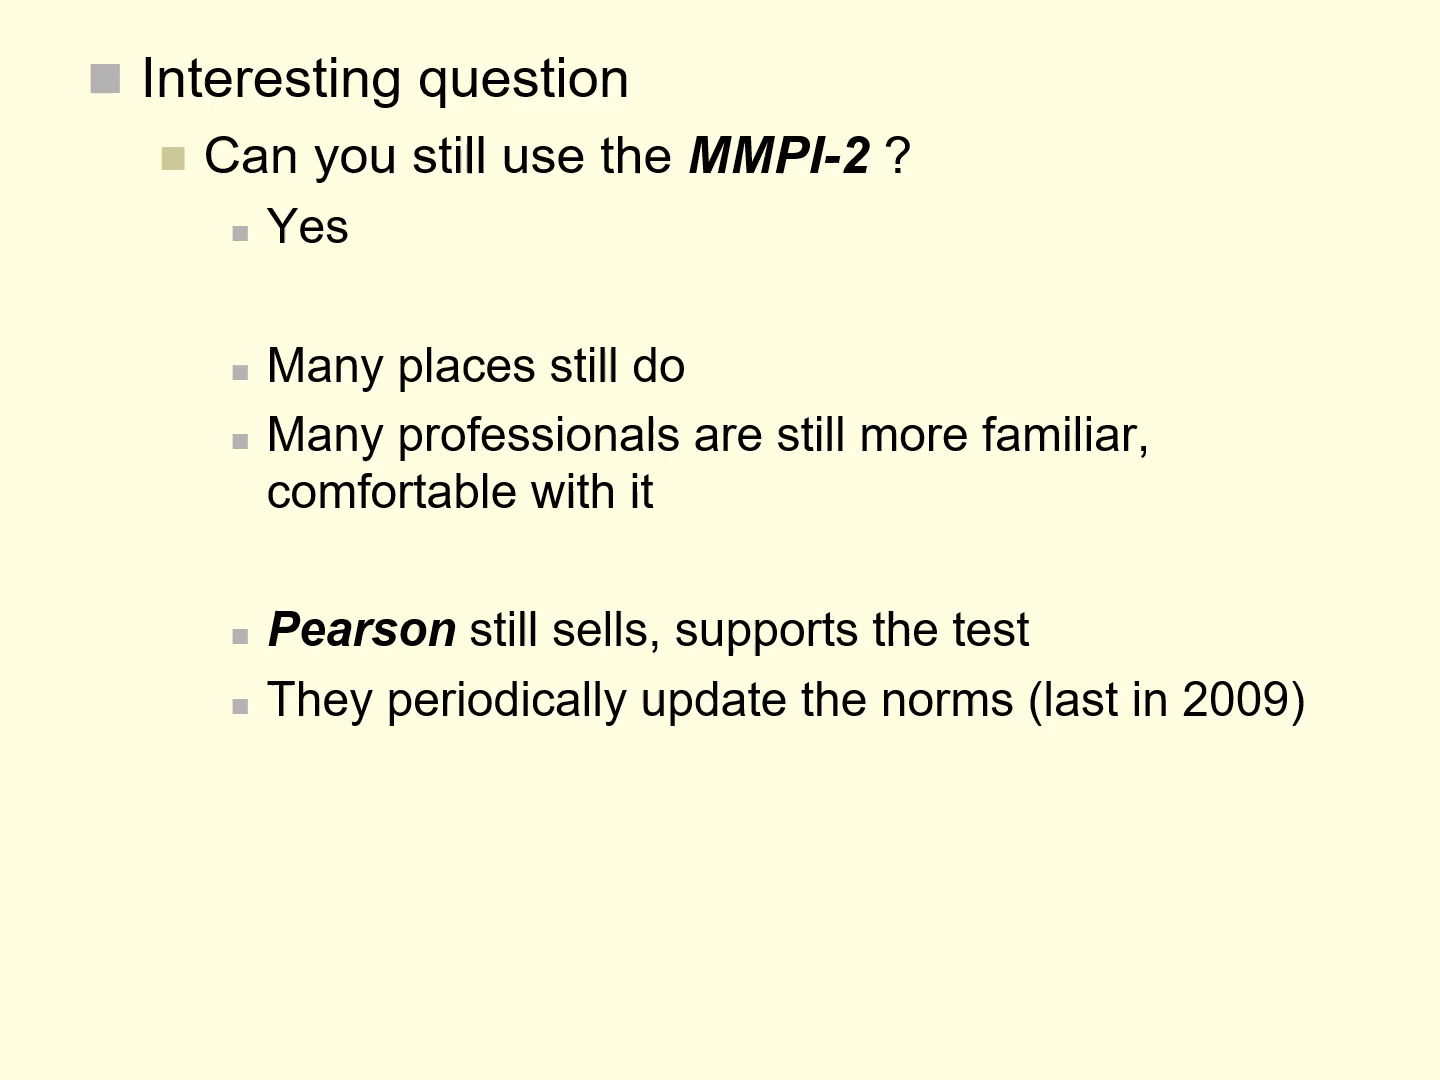 Interesting question
Can you still use the MMPI-2 ?
Yes
Many places still do
Many professionals are still more familiar,
comfortable with it
Pearson still sells, supports the test
They periodically update the norms (last in 2009)